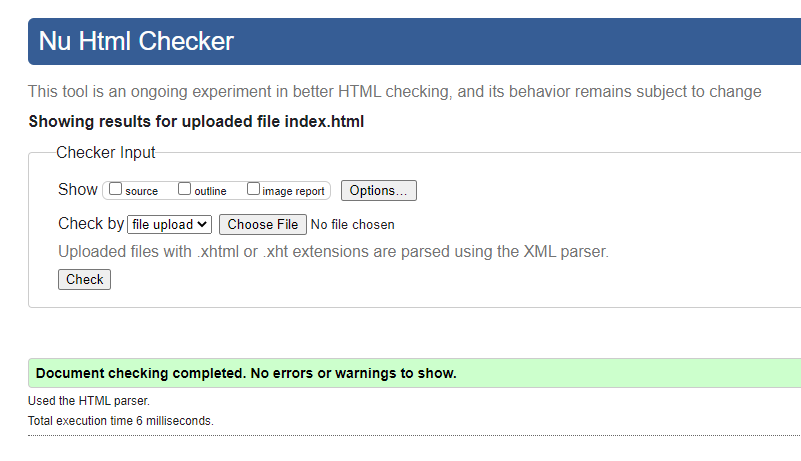 Nu Html Checker
This tool is an ongoing experiment in better HTML checking, and its behavior remains subject to change
Showing results for uploaded file index.html
Checker Input
Show source outline image report Options...
Check by file upload Choose File No file chosen
Uploaded files with .xhtml or .xht extensions are parsed using the XML parser.
Check
Document checking completed. No errors or warnings to show.
Used the HTML parser.
Total execution time 6 milliseconds.